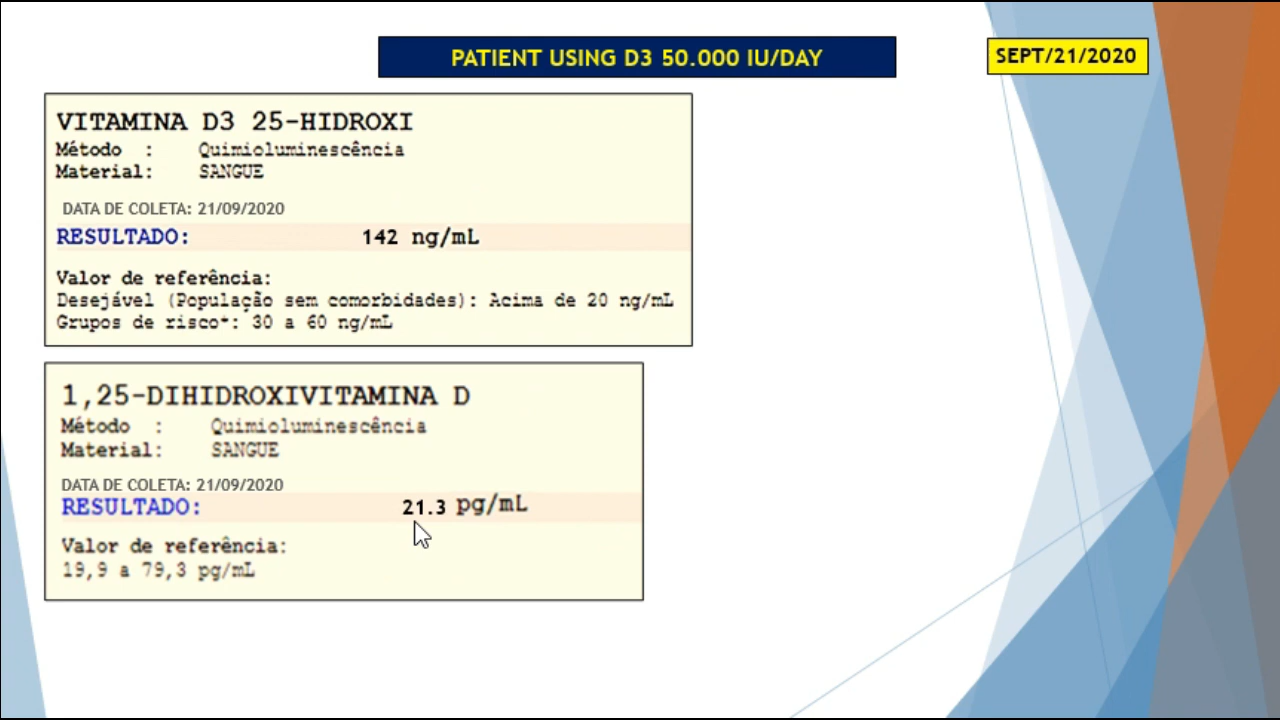 PATIENT USING D3 50.000 IU/DAY
SEPT/21/2020
VITAMINA D3 25-HIDROXI
Método : Quimioluminescência
Material: SANGUE
DATA DE COLETA: 21/09/2020
RESULTADO: 142 ng/mL
Valor de referência:
Desejável (População sem comorbidades): Acima de 20 ng/mL
Grupos de risco*: 30 a 60 ng/mL
1,25-DIHIDROXIVITAMINA D
Método : Quimioluminescência
Material: SANGUE
DATA DE COLETA: 21/09/2020
RESULTADO: 21.3 pg/mL
Valor de referência:
19,9 a 79,3 pg/mL